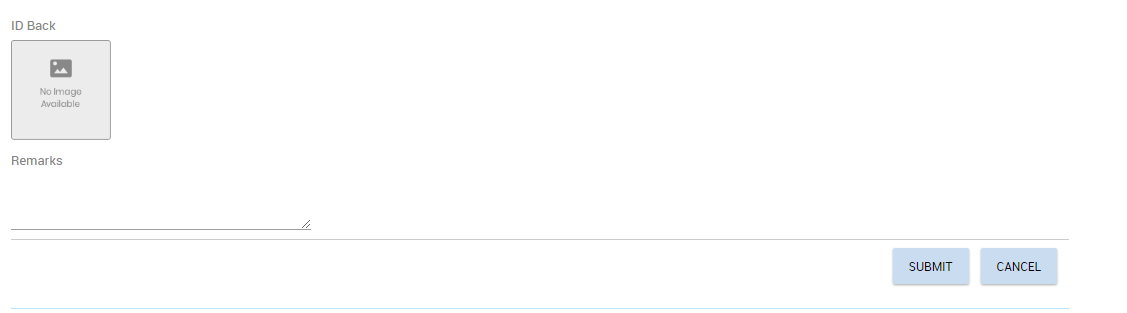 ID Back
No Image
Available
Remarks
SUBMIT
CANCEL